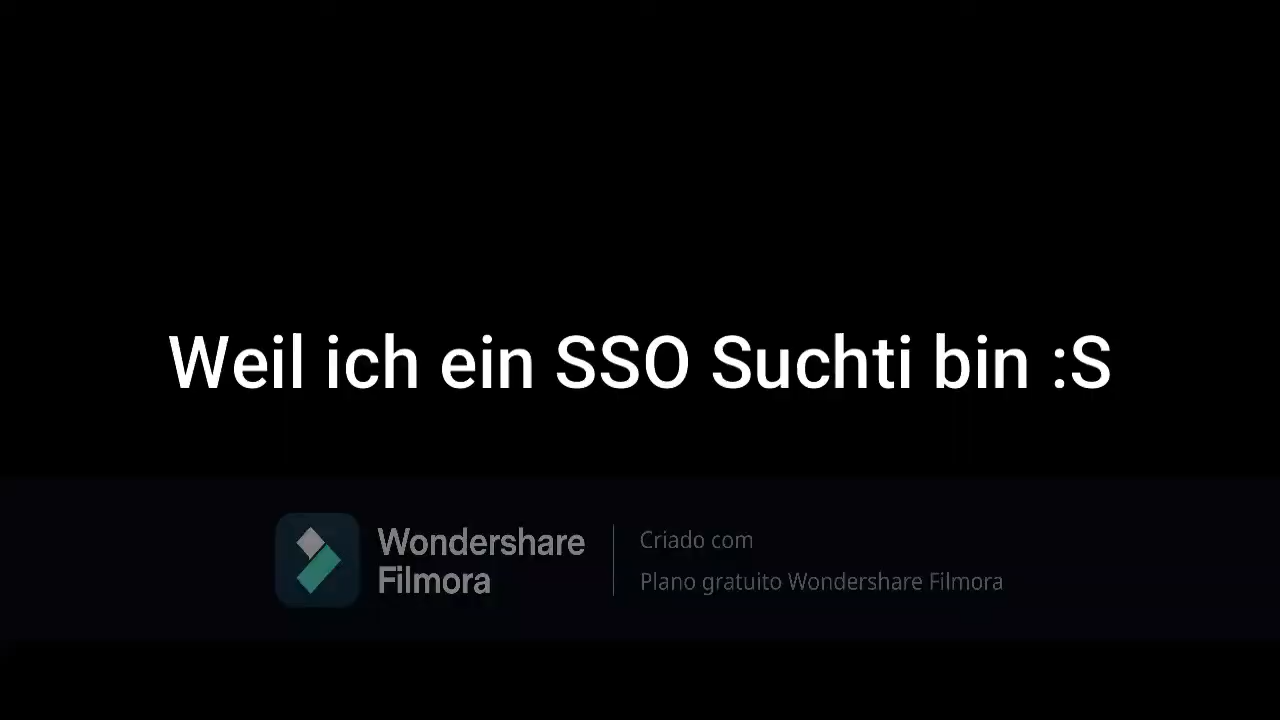 Weil ich ein SSO Suchti bin :S
Wondershare
Filmora
Criado com
Plano gratuito Wondershare Filmora